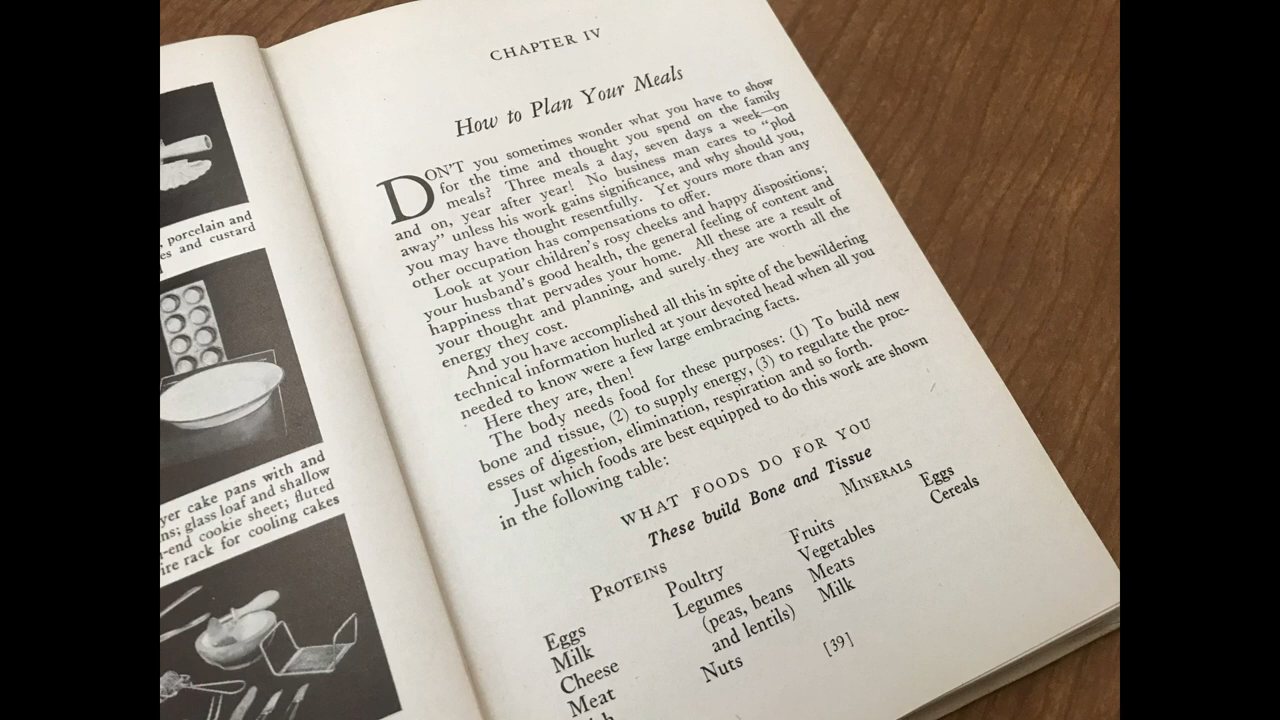 , porcelain and
es and custard
yer cake pans with and
ns; glass loaf and shallow
-end cookie sheet; fluted
ire rack for cooling cakes
CHAPTER IV
How to Plan Your Meals
DON'T you sometimes wonder what you have to show
for the time and thought you spend on the family
meals? Three meals a day, seven days a week—on
and on, year after year! No business man cares to "plod
away" unless his work gains significance, and why should you,
you may have thought resentfully. Yet yours more than any
other occupation has compensations to offer.
Look at your children's rosy cheeks and happy dispositions;
your husband's good health, the general feeling of content and
happiness that pervades your home. All these are a result of
your thought and planning, and surely they are worth all the
energy they cost.
And you have accomplished all this in spite of the bewildering
technical information hurled at your devoted head when all you
needed to know were a few large embracing facts.
Here they are, then!
The body needs food for these purposes: (1) To build new
bone and tissue, (2) to supply energy, (3) to regulate the proc-
esses of digestion, elimination, respiration and so forth.
Just which foods are best equipped to do this work are shown
in the following table:
WHAT FOODS DO FOR YOU
These build Bone and Tissue
PROTEINS
Eggs
Milk
Cheese
Meat
Poultry
Legumes
(peas, beans
and lentils)
Nuts
MINERALS
Fruits
Vegetables
Meats
Milk
Eggs
Cereals
[39]